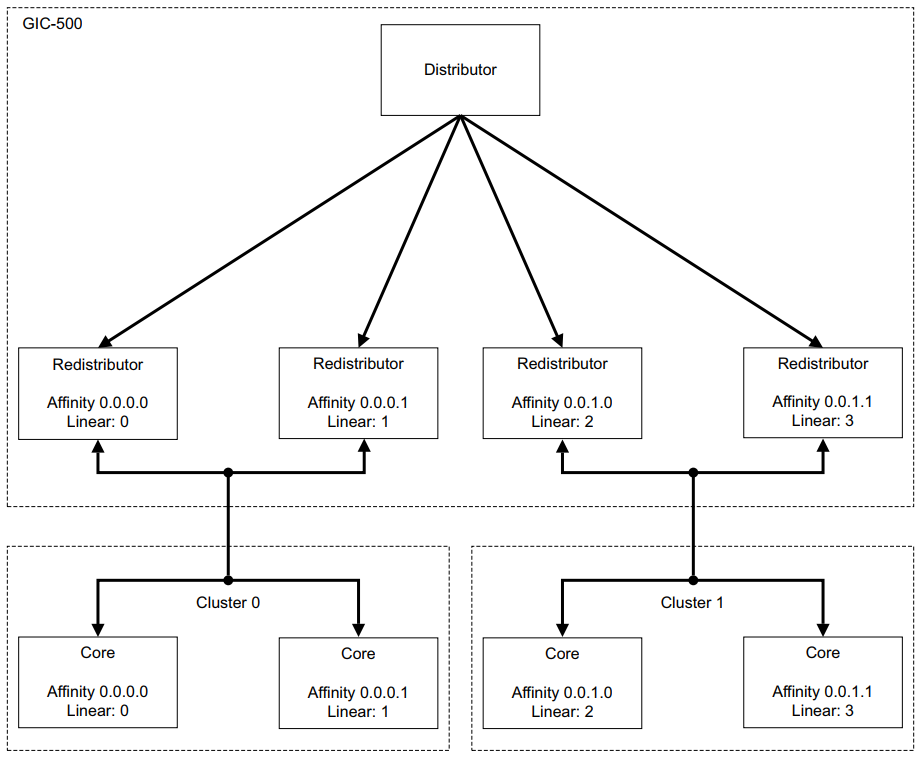 GIC-500
Distributor
Redistributor
Affinity 0.0.0.0
Linear: 0
Redistributor
Affinity 0.0.0.1
Linear: 1
Redistributor
Affinity 0.0.1.0
Linear: 2
Redistributor
Affinity 0.0.1.1
Linear: 3
Cluster 0
Core
Affinity 0.0.0.0
Linear: 0
Core
Affinity 0.0.0.1
Linear: 1
Cluster 1
Core
Affinity 0.0.1.0
Linear: 2
Core
Affinity 0.0.1.1
Linear: 3